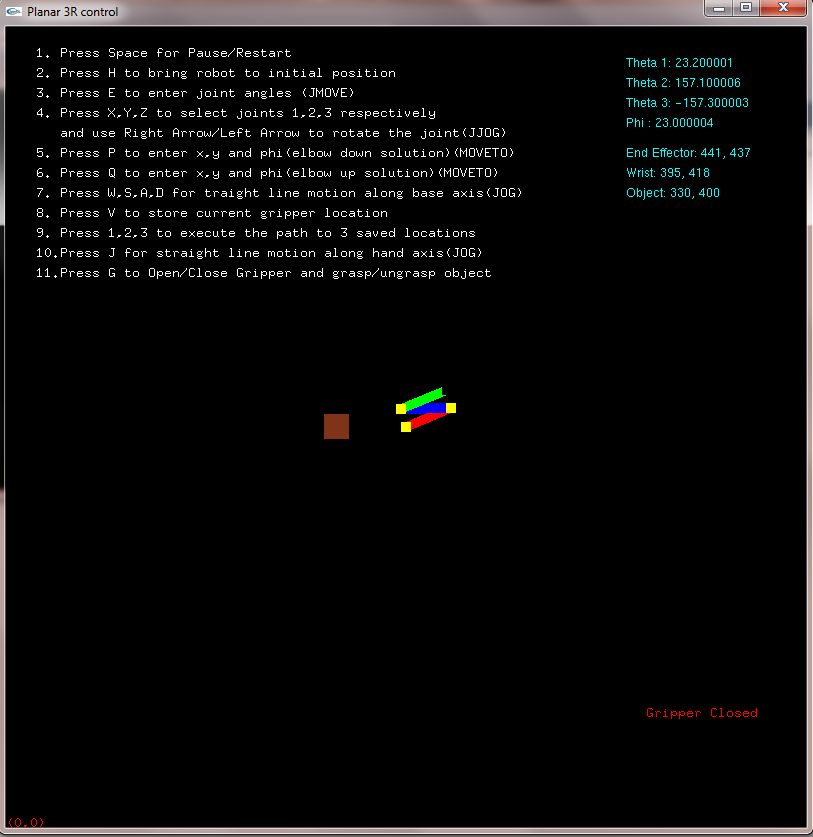 Planar 3R control
1. Press Space for Pause/Restart
2. Press H to bring robot to initial position
3. Press E to enter joint angles (JMOVE)
4. Press X,Y,Z to select joints 1,2,3 respectively
and use Right Arrow/Left Arrow to rotate the joint(JJOG)
5. Press P to enter x,y and phi(elbow down solution)(MOVETO)
6. Press Q to enter x,y and phi(elbow up solution)(MOVETO)
7. Press W,S,A,D for traight line motion along base axis(JOG)
8. Press V to store current gripper location
9. Press 1,2,3 to execute the path to 3 saved locations
10.Press J for straight line motion along hand axis(JOG)
11.Press G to Open/Close Gripper and grasp/ungrasp object
Theta 1: 23.200001
Theta 2: 157.100006
Theta 3: -157.300003
Phi : 23.000004
End Effector: 441, 437
Wrist: 395, 418
Object: 330, 400
Gripper Closed
(0,0)